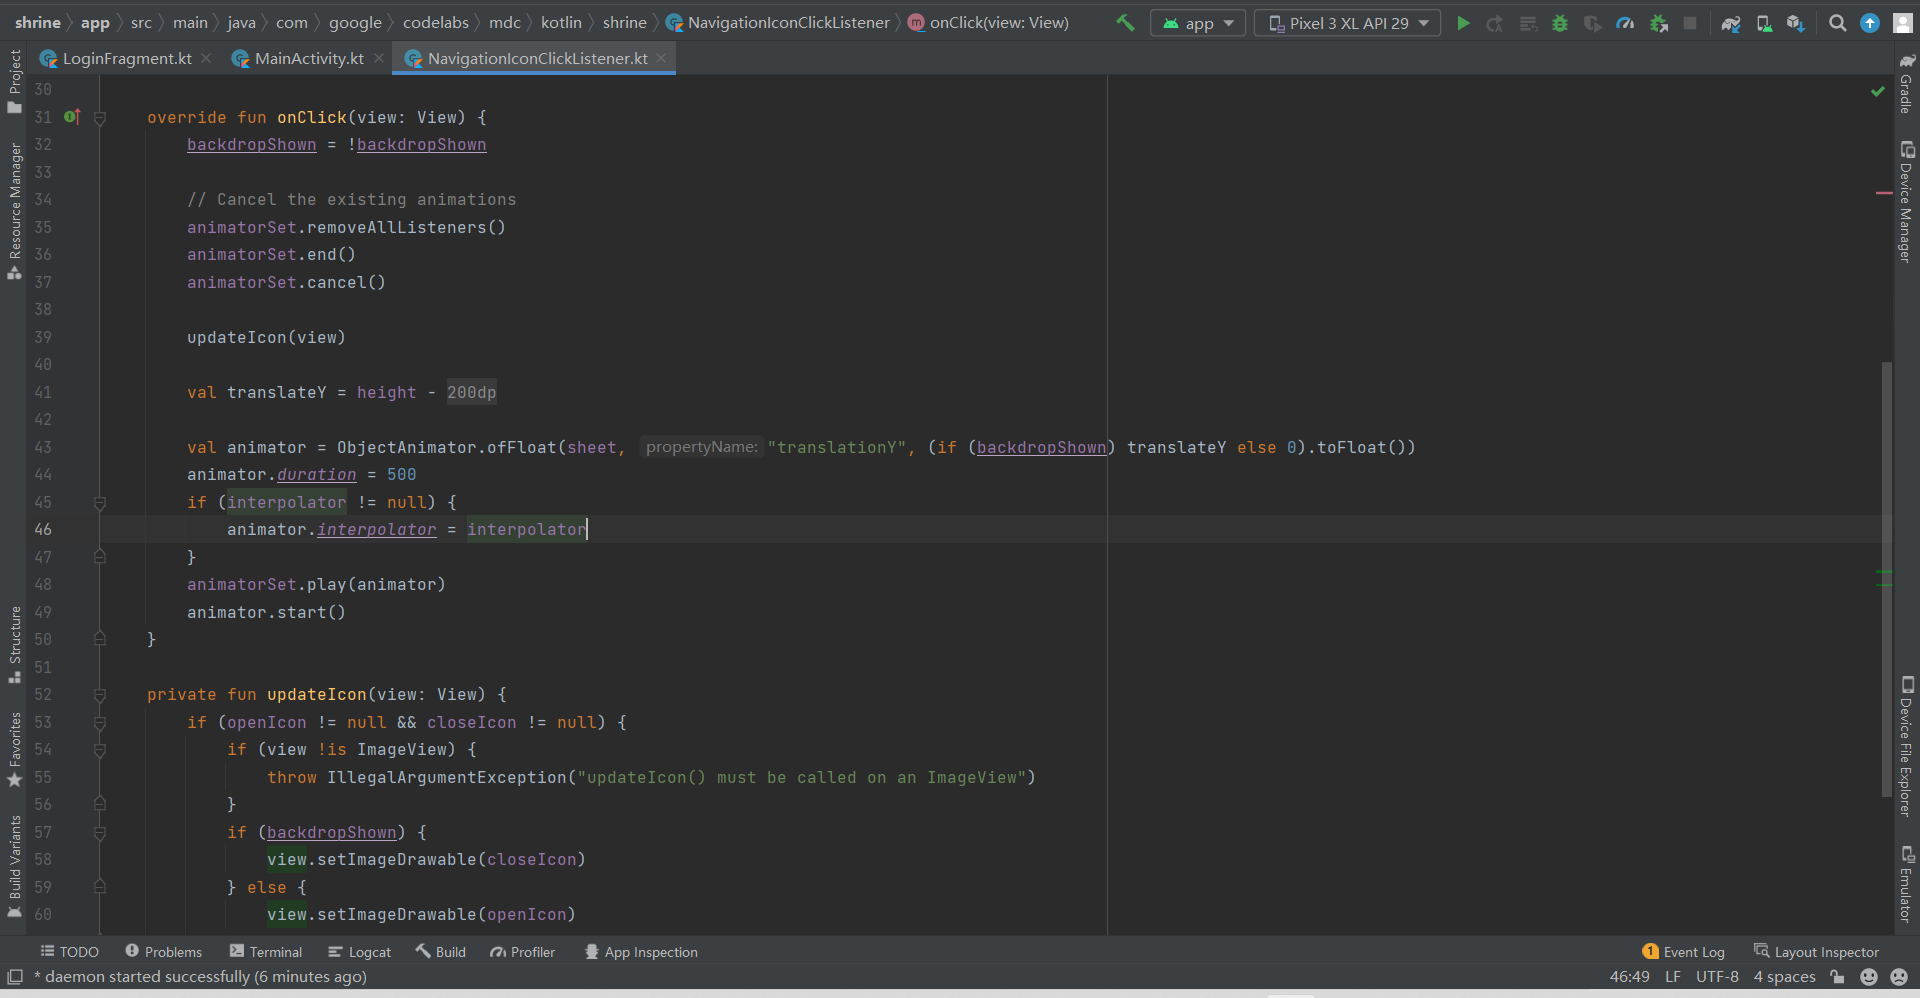 shrine app src main java com google codelabs mdc kotlin shrine NavigationIconClickListener onClick(view: View) app Pixel 3 XL API 29
LoginFragment.kt MainActivity.kt NavigationIconClickListener.kt
Project
Resource Manager
Structure
Favorites
Build Variants
30
31 override fun onClick(view: View) {
32 backdropShown = !backdropShown
33
34 // Cancel the existing animations
35 animatorSet.removeAllListeners()
36 animatorSet.end()
37 animatorSet.cancel()
38
39 updateIcon(view)
40
41 val translateY = height - 200dp
42
43 val animator = ObjectAnimator.ofFloat(sheet, propertyName: "translationY", (if (backdropShown) translateY else 0).toFloat())
44 animator.duration = 500
45 if (interpolator != null) {
46 animator.interpolator = interpolator
47 }
48 animatorSet.play(animator)
49 animator.start()
50 }
51
52 private fun updateIcon(view: View) {
53 if (openIcon != null && closeIcon != null) {
54 if (view !is ImageView) {
55 throw IllegalArgumentException("updateIcon() must be called on an ImageView")
56 }
57 if (backdropShown) {
58 view.setImageDrawable(closeIcon)
59 } else {
60 view.setImageDrawable(openIcon)
Gradle
Device Manager
Device File Explorer
Emulator
TODO Problems Terminal Logcat Build Profiler App Inspection 1 Event Log Layout Inspector
* daemon started successfully (6 minutes ago) 46:49 LF UTF-8 4 spaces